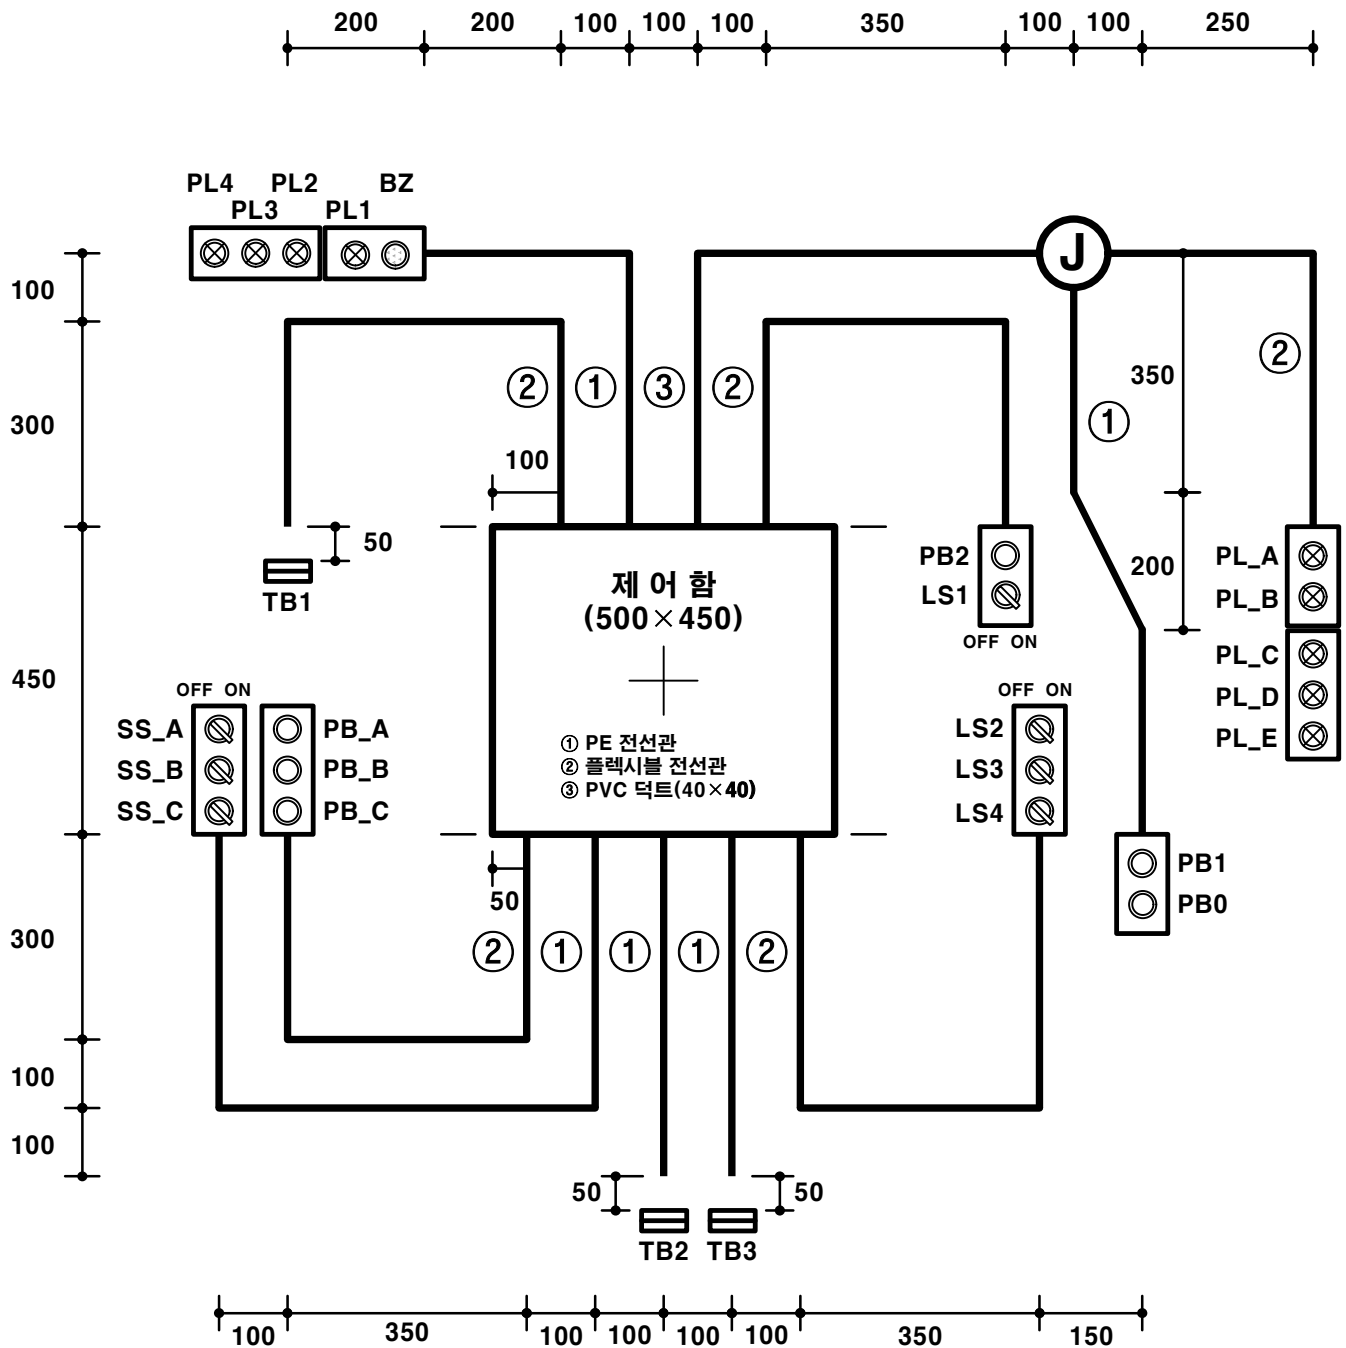 200 200 100 100 100 350 100 100 250
PL4 PL2 BZ
PL3 PL1
J
100
② ① ③ ② ① ②
350
300
100
50
TB1
제 어 함
(500×450)
PB2
LS1
OFF ON
200
PL_A
PL_B
PL_C
PL_D
PL_E
450
OFF ON
SS_A PB_A
SS_B PB_B
SS_C PB_C
① PE 전선관
② 플렉시블 전선관
③ PVC 덕트(40×40)
OFF ON
LS2
LS3
LS4
PB1
PB0
50
300
② ① ① ① ②
100
100
50 50
TB2 TB3
100 350 100 100 100 100 350 150